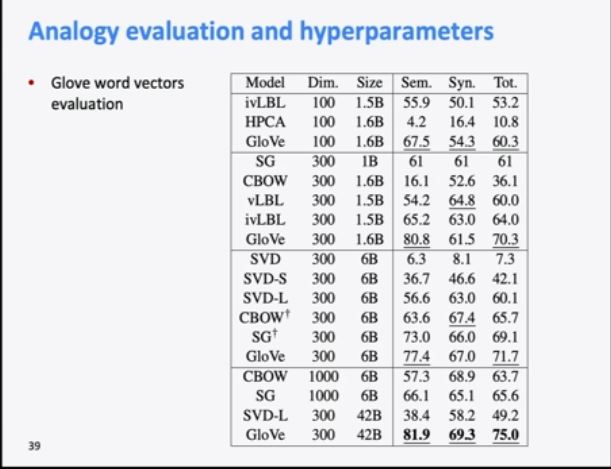 Analogy evaluation and hyperparameters
• Glove word vectors
evaluation
Model Dim. Size Sem. Syn. Tot.
ivLBL 100 1.5B 55.9 50.1 53.2
HPCA 100 1.6B 4.2 16.4 10.8
GloVe 100 1.6B 67.5 54.3 60.3
SG 300 1B 61 61 61
CBOW 300 1.6B 16.1 52.6 36.1
vLBL 300 1.5B 54.2 64.8 60.0
ivLBL 300 1.5B 65.2 63.0 64.0
GloVe 300 1.6B 80.8 61.5 70.3
SVD 300 6B 6.3 8.1 7.3
SVD-S 300 6B 36.7 46.6 42.1
SVD-L 300 6B 56.6 63.0 60.1
CBOW† 300 6B 63.6 67.4 65.7
SG† 300 6B 73.0 66.0 69.1
GloVe 300 6B 77.4 67.0 71.7
CBOW 1000 6B 57.3 68.9 63.7
SG 1000 6B 66.1 65.1 65.6
SVD-L 300 42B 38.4 58.2 49.2
GloVe 300 42B 81.9 69.3 75.0
39